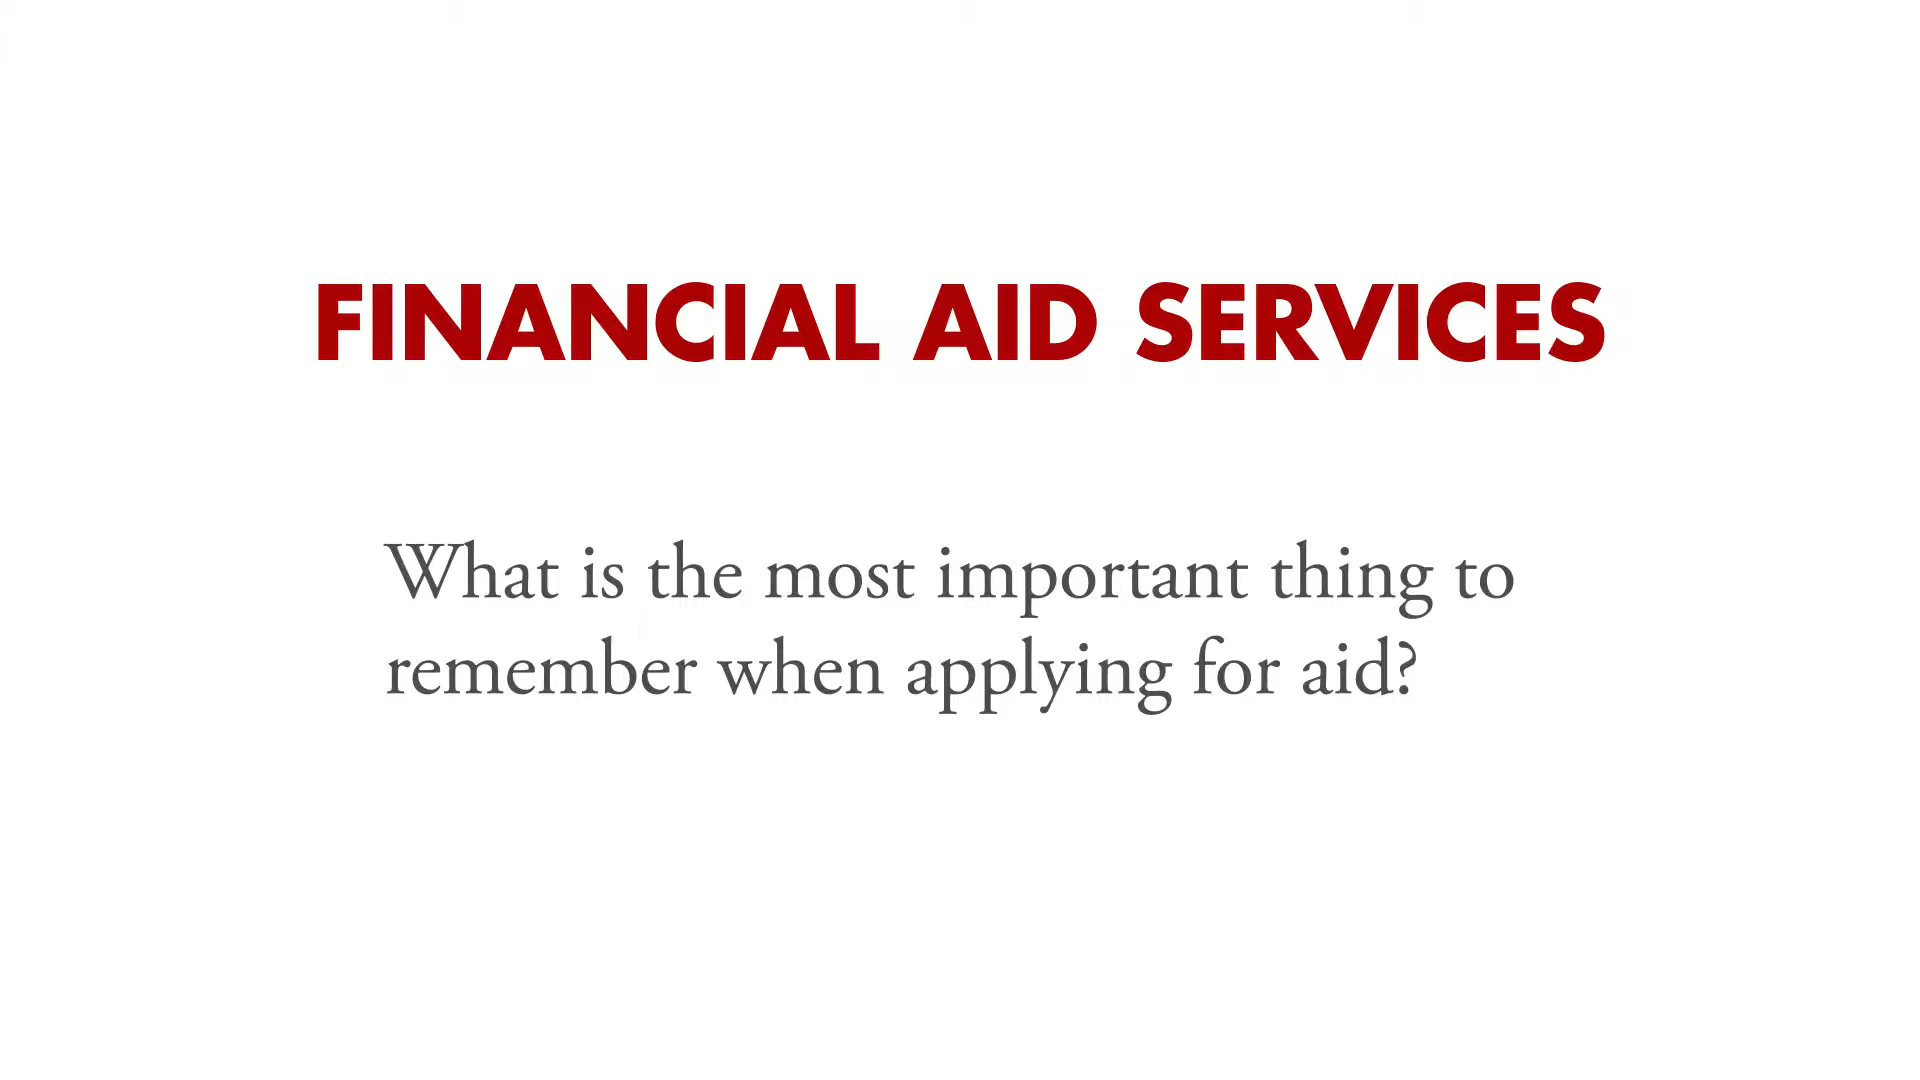 FINANCIAL AID SERVICES
What is the most important thing to
remember when applying for aid?